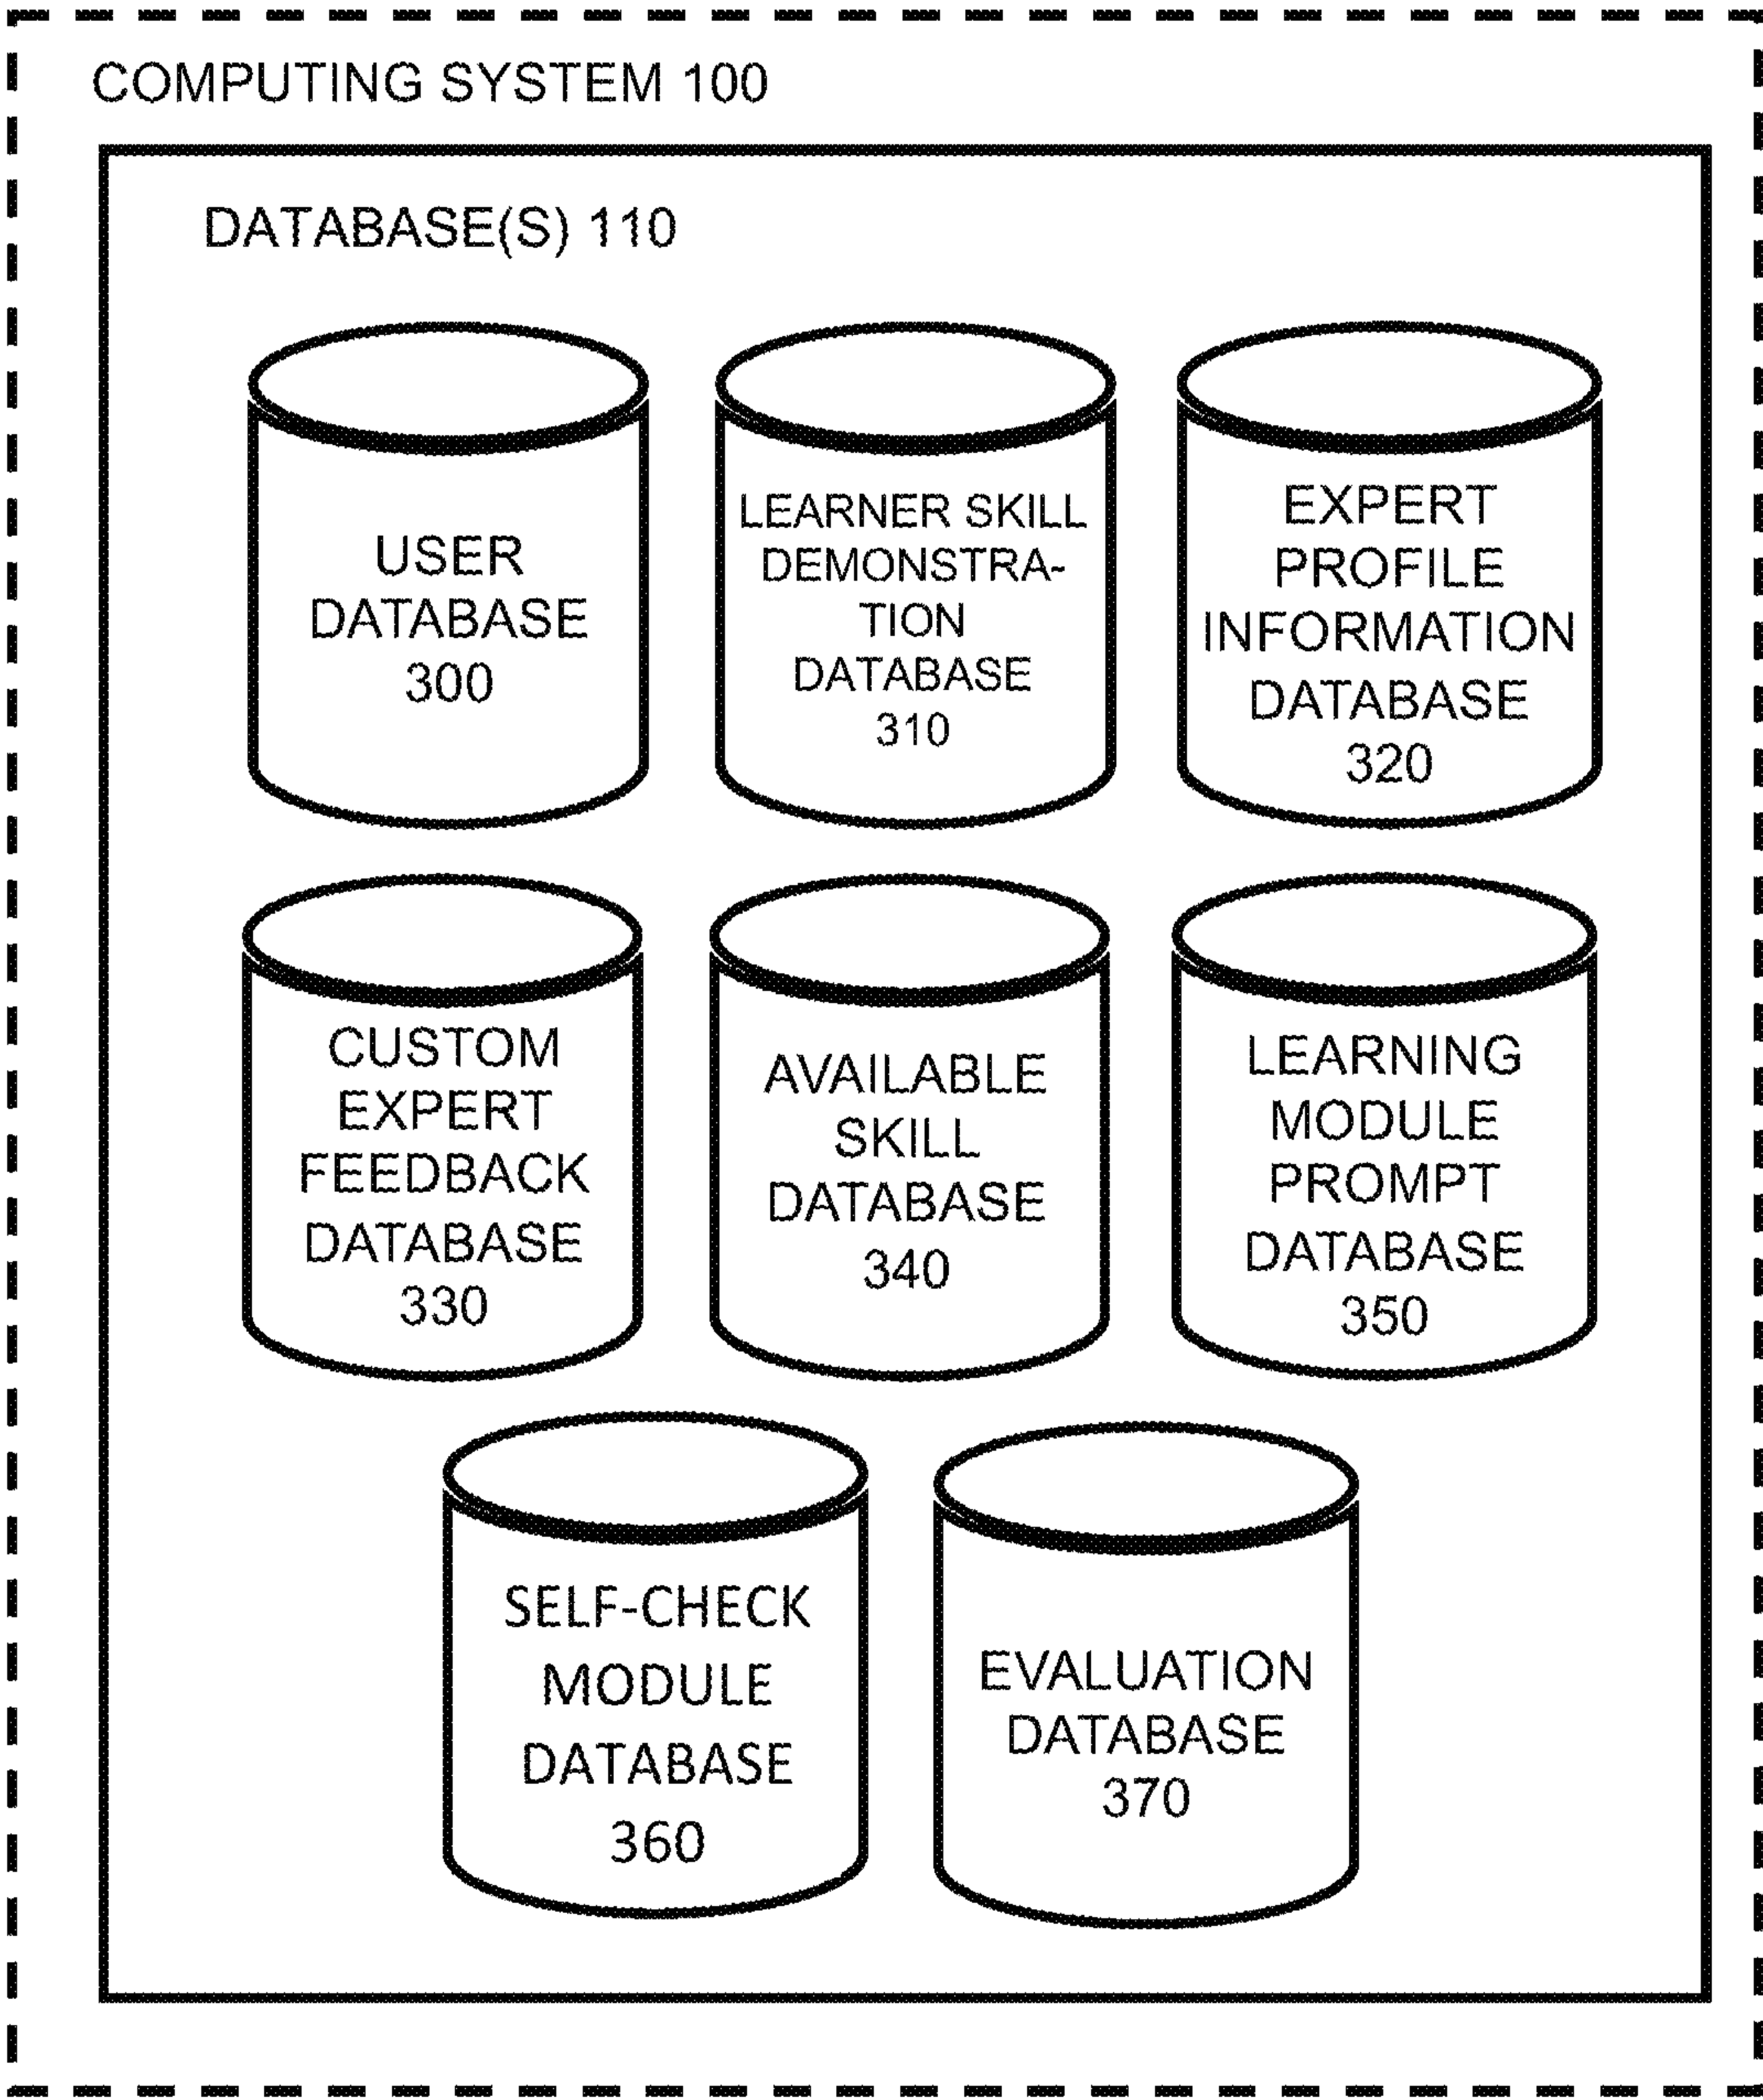 COMPUTING SYSTEM 100
DATABASE(S) 110
USER
DATABASE
300
LEARNER SKILL
DEMONSTRA-
TION
DATABASE
310
EXPERT
PROFILE
INFORMATION
DATABASE
320
CUSTOM
EXPERT
FEEDBACK
DATABASE
330
AVAILABLE
SKILL
DATABASE
340
LEARNING
MODULE
PROMPT
DATABASE
350
SELF-CHECK
MODULE
DATABASE
360
EVALUATION
DATABASE
370